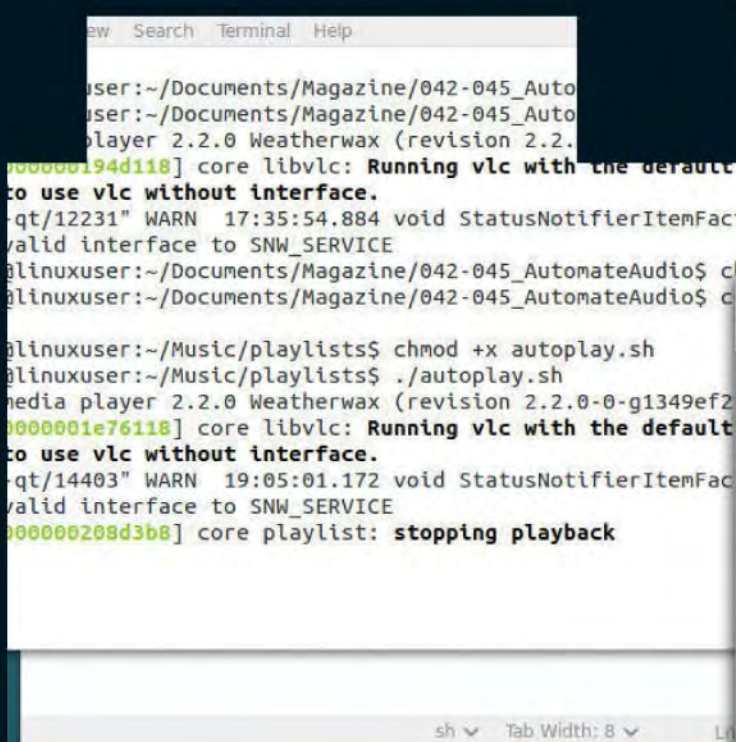 ew Search Terminal Help
user:~/Documents/Magazine/042-045_Auto
user:~/Documents/Magazine/042-045_Auto
player 2.2.0 Weatherwax (revision 2.2.
000000194d118] core libvlc: Running vlc with the default
to use vlc without interface.
-qt/12231" WARN 17:35:54.884 void StatusNotifierItemFac
valid interface to SNW_SERVICE
@linuxuser:~/Documents/Magazine/042-045_AutomateAudio$ c
@linuxuser:~/Documents/Magazine/042-045_AutomateAudio$ c
@linuxuser:~/Music/playlists$ chmod +x autoplay.sh
@linuxuser:~/Music/playlists$ ./autoplay.sh
media player 2.2.0 Weatherwax (revision 2.2.0-0-g1349ef2
0000001e76118] core libvlc: Running vlc with the default
to use vlc without interface.
-qt/14403" WARN 19:05:01.172 void StatusNotifierItemFac
valid interface to SNW_SERVICE
000000208d3b8] core playlist: stopping playback
sh Tab Width: 8